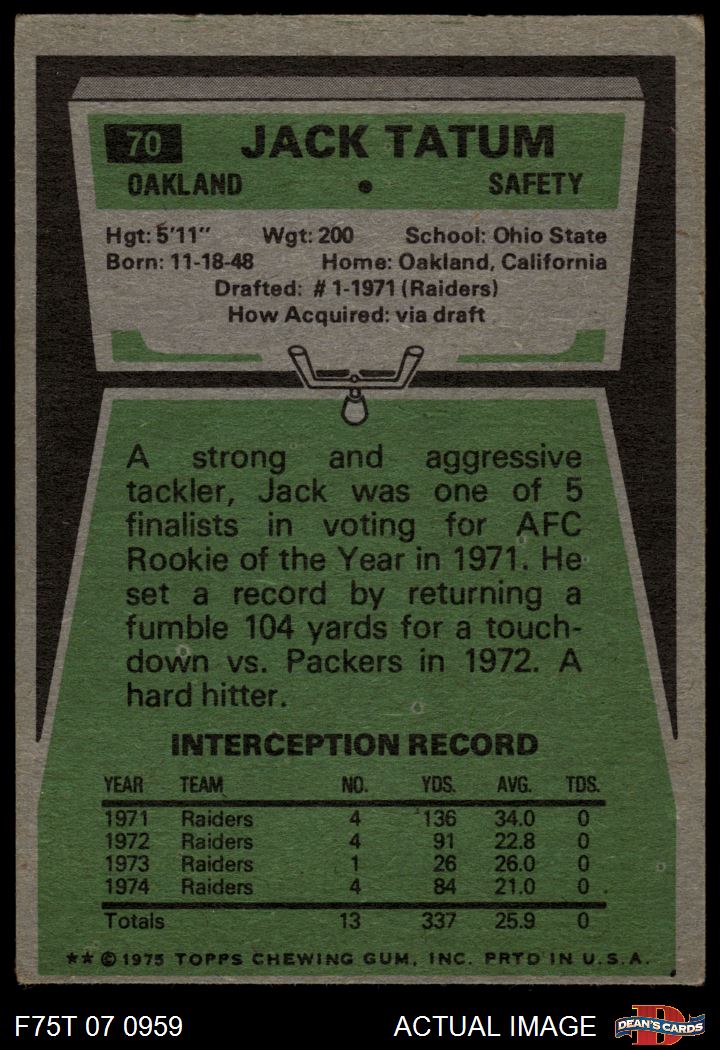 70 JACK TATUM
OAKLAND • SAFETY
Hgt: 5'11" Wgt: 200 School: Ohio State
Born: 11-18-48 Home: Oakland, California
Drafted: #1-1971 (Raiders)
How Acquired: via draft
A strong and aggressive
tackler, Jack was one of 5
finalists in voting for AFC
Rookie of the Year in 1971. He
set a record by returning a
fumble 104 yards for a touch-
down vs. Packers in 1972. A
hard hitter.
INTERCEPTION RECORD
YEAR TEAM NO. YDS. AVG. TDS.
1971 Raiders 4 136 34.0 0
1972 Raiders 4 91 22.8 0
1973 Raiders 1 26 26.0 0
1974 Raiders 4 84 21.0 0
Totals 13 337 25.9 0
** © 1975 TOPPS CHEWING GUM, INC. PRTD IN U.S.A.
F75T 07 0959 ACTUAL IMAGE D DEAN'S CARDS